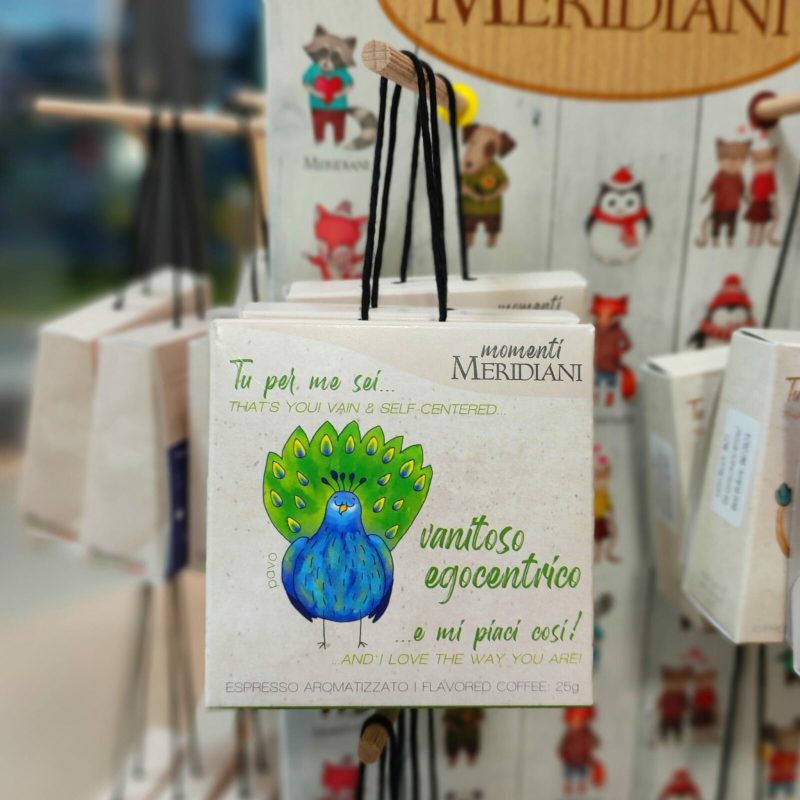 MERIDIANI
MERIDIANI
momenti
MERIDIANI
Tu per me sei...
THAT'S YOU! VAIN & SELF CENTERED...
pavo
vanitoso
egocentrico
...e mi piaci così!
...AND I LOVE THE WAY YOU ARE!
ESPRESSO AROMATIZZATO | FLAVORED COFFEE: 25g